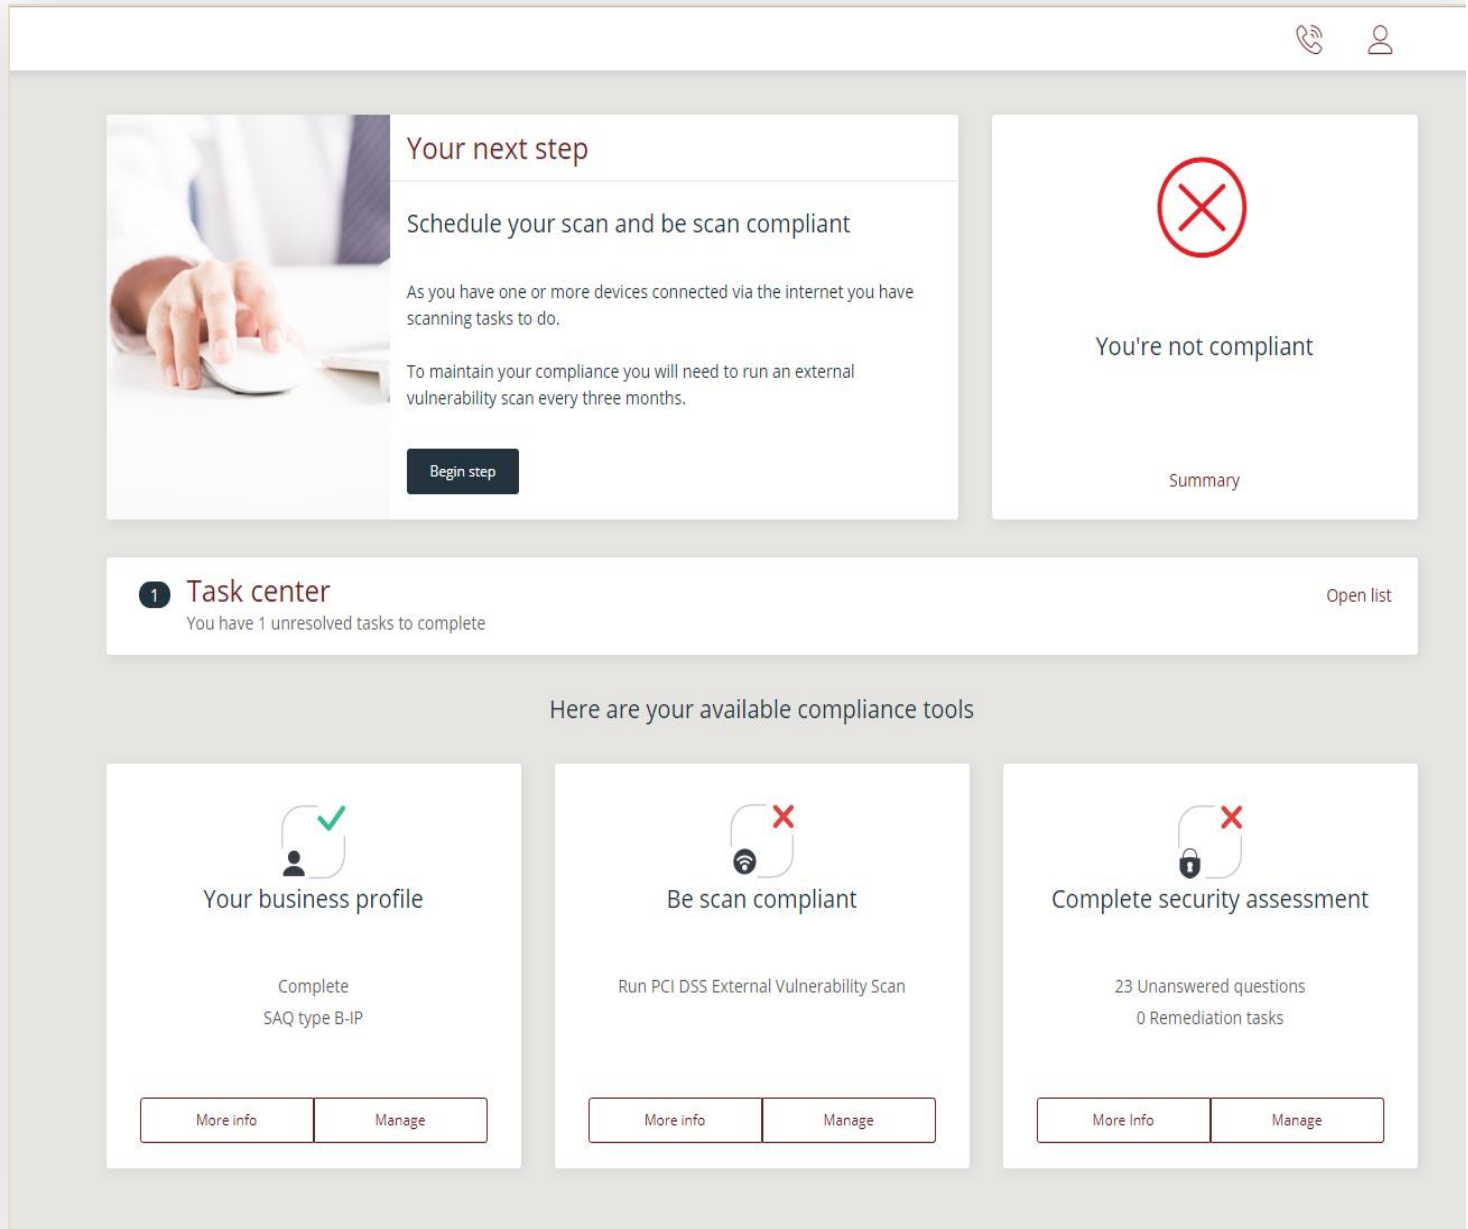 Your next step
Schedule your scan and be scan compliant
As you have one or more devices connected via the internet you have
scanning tasks to do.
To maintain your compliance you will need to run an external
vulnerability scan every three months.
Begin step
You're not compliant
Summary
1
Task center
You have 1 unresolved tasks to complete
Open list
Here are your available compliance tools
Your business profile
Complete
SAQ type B-IP
More info
Manage
Be scan compliant
Run PCI DSS External Vulnerability Scan
More info
Manage
Complete security assessment
23 Unanswered questions
0 Remediation tasks
More Info
Manage